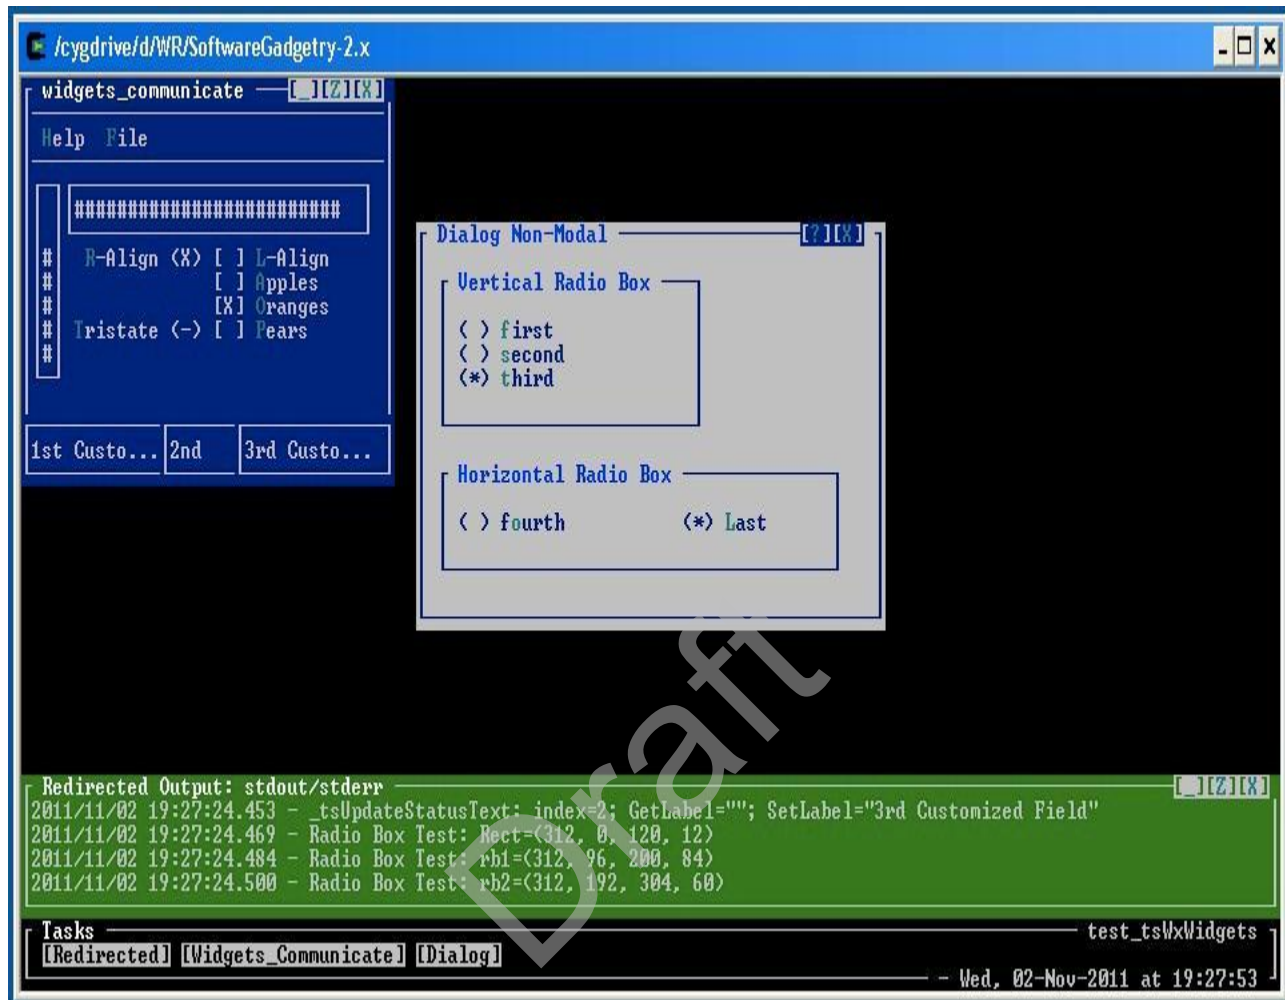 /cygdrive/d/WR/SoftwareGadgetry-2.x
widgets_communicate [_][Z][X]
Help File
#########################
R-Align (X) [ ] L-Align
[ ] Apples
[X] Oranges
Tristate (-) [ ] Pears
#
#
#
#
#
1st Custo... 2nd 3rd Custo...
Dialog Non-Modal [?][X]
Vertical Radio Box
( ) first
( ) second
(*) third
Horizontal Radio Box
( ) fourth (*) Last
Draft
Redirected Output: stdout/stderr [_][Z][X]
2011/11/02 19:27:24.453 - _tsUpdateStatusText: index=2; GetLabel=""; SetLabel="3rd Customized Field"
2011/11/02 19:27:24.469 - Radio Box Test: Rect=(312, 0, 120, 12)
2011/11/02 19:27:24.484 - Radio Box Test: rb1=(312, 96, 200, 84)
2011/11/02 19:27:24.500 - Radio Box Test: rb2=(312, 192, 304, 60)
Tasks test_tsWxWidgets
[Redirected] [Widgets_Communicate] [Dialog]
- Wed, 02-Nov-2011 at 19:27:53